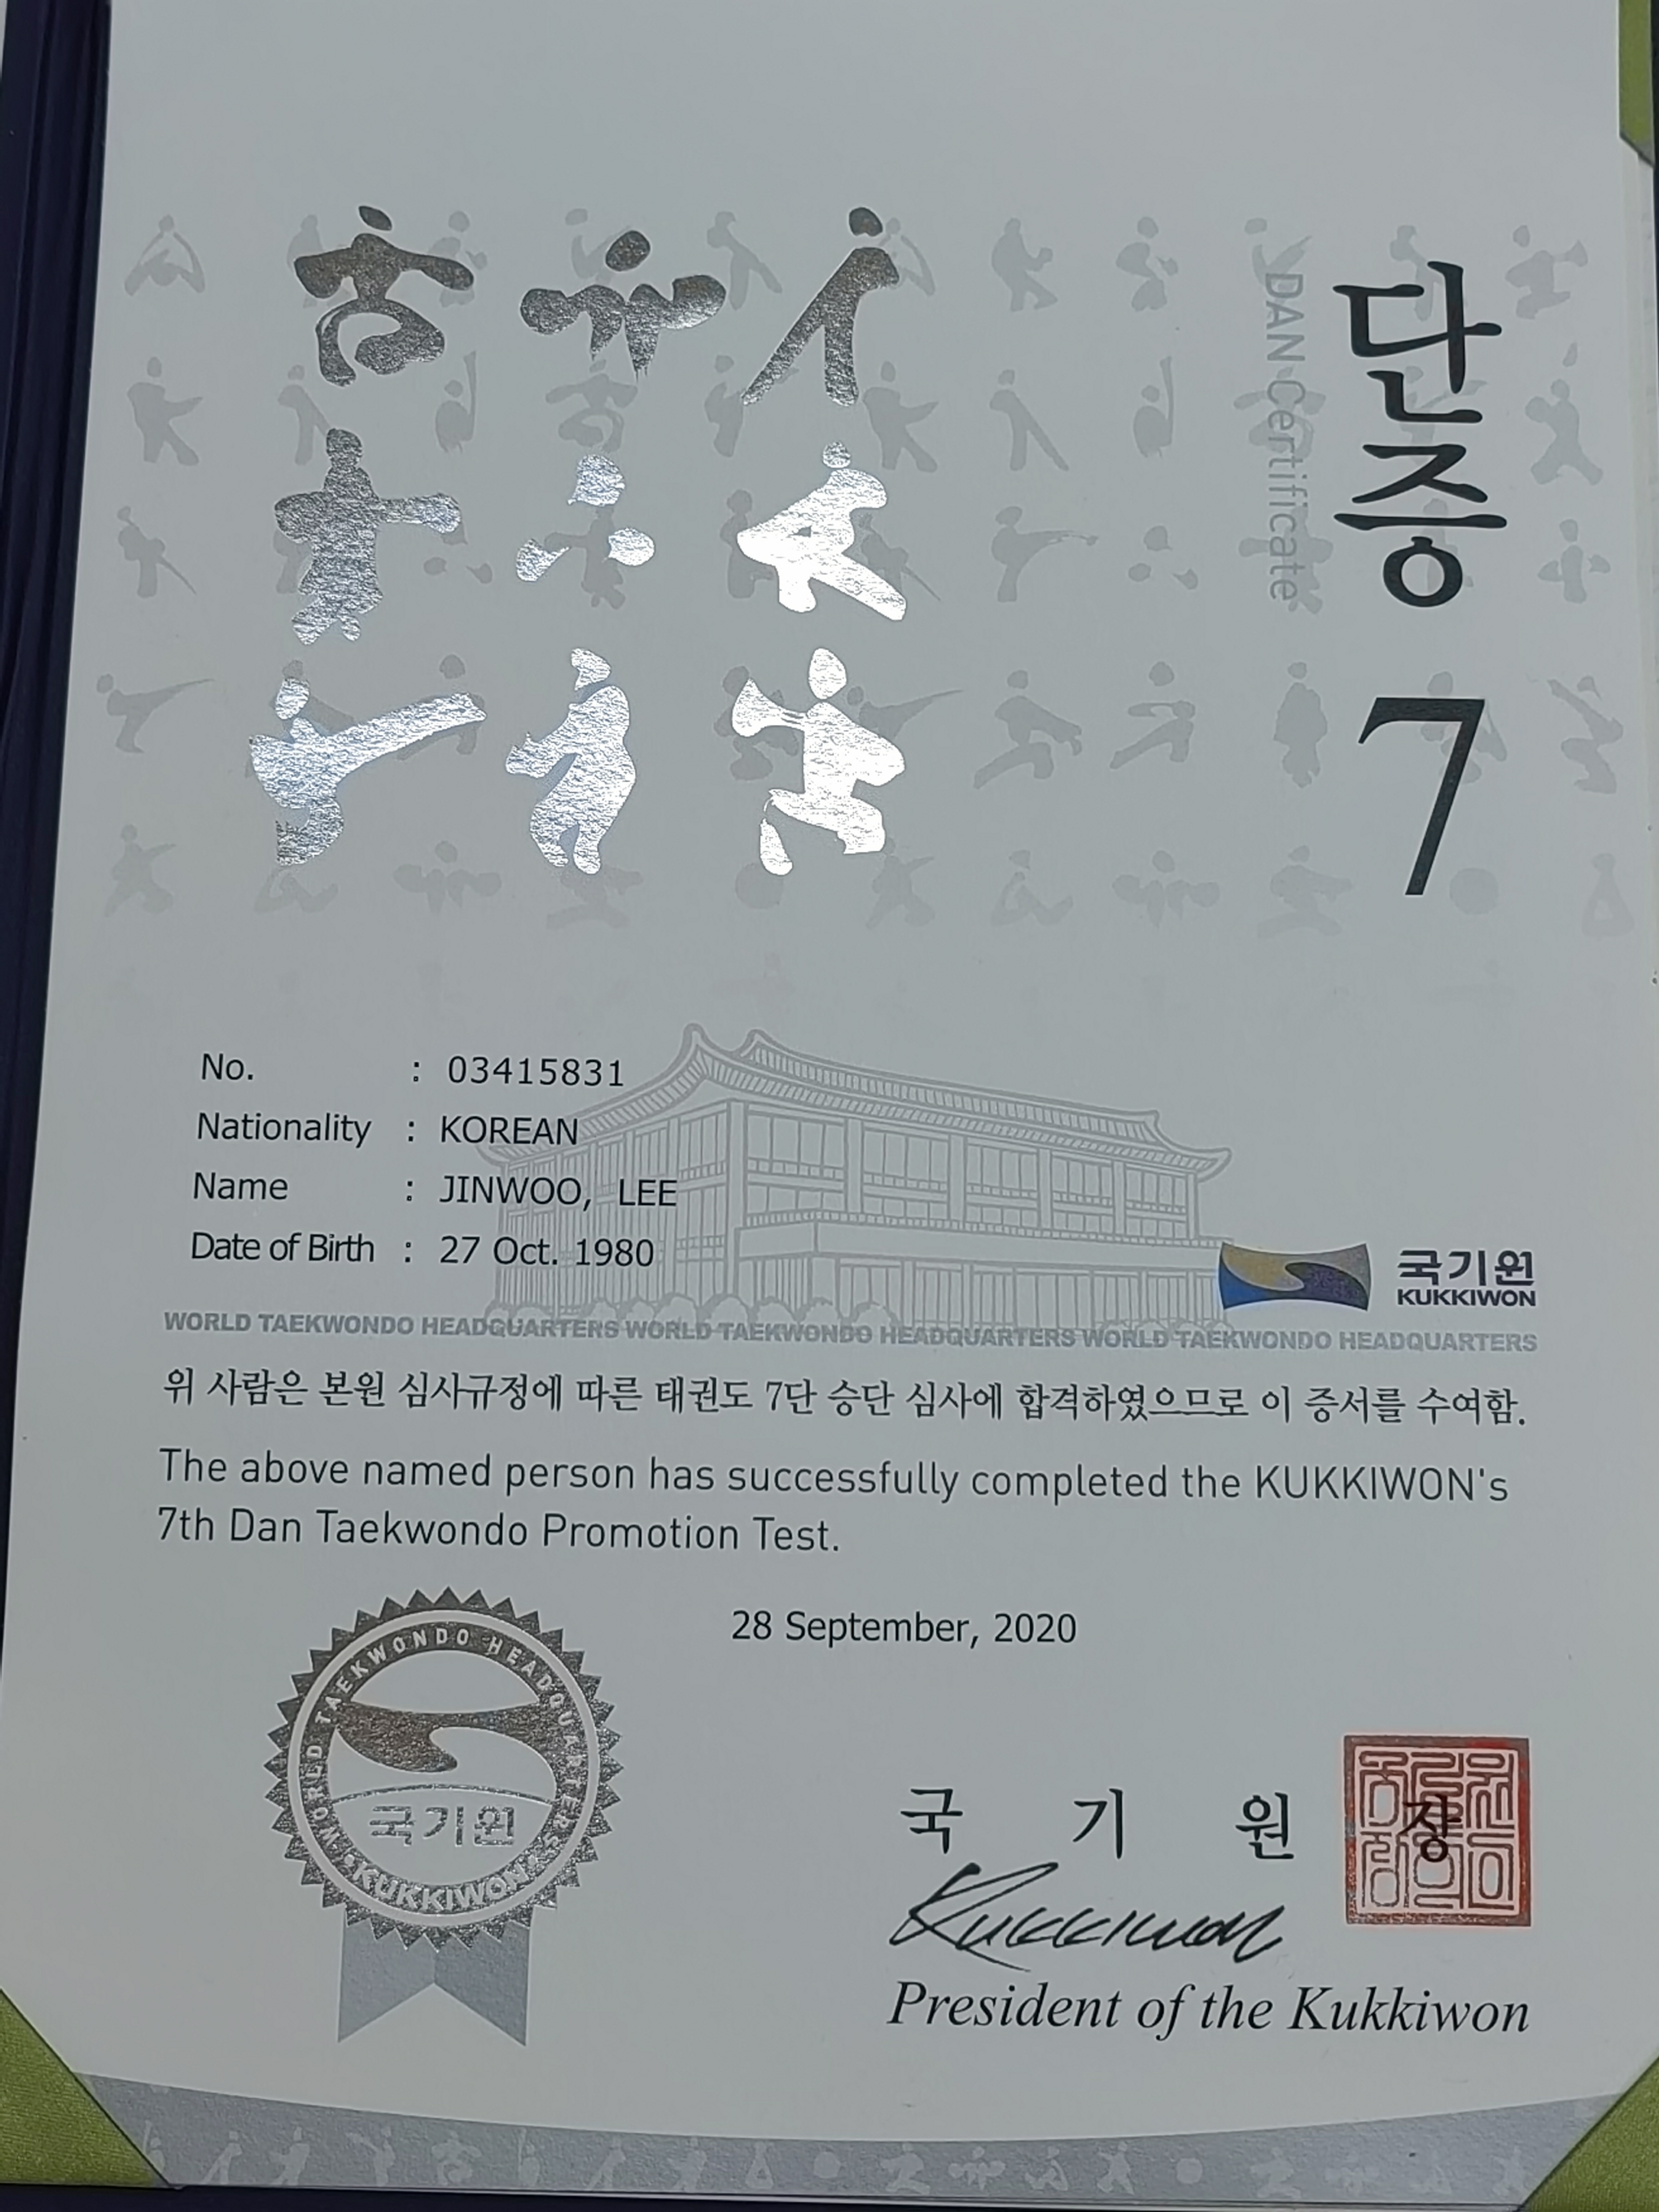 단증 7
DAN Certificate
No. : 03415831
Nationality : KOREAN
Name : JINWOO, LEE
Date of Birth : 27 Oct. 1980
국기원
KUKKIWON
WORLD TAEKWONDO HEADQUARTERS WORLD TAEKWONDO HEADQUARTERS WORLD TAEKWONDO HEADQUARTERS
위 사람은 본원 심사규정에 따른 태권도 7단 승단 심사에 합격하였으므로 이 증서를 수여함.
The above named person has successfully completed the KUKKIWON's
7th Dan Taekwondo Promotion Test.
28 September, 2020
WORLD TAEKWONDO HEADQUARTERS
국기원
KUKKIWON
국 기 원 장
Kukkiwon
President of the Kukkiwon